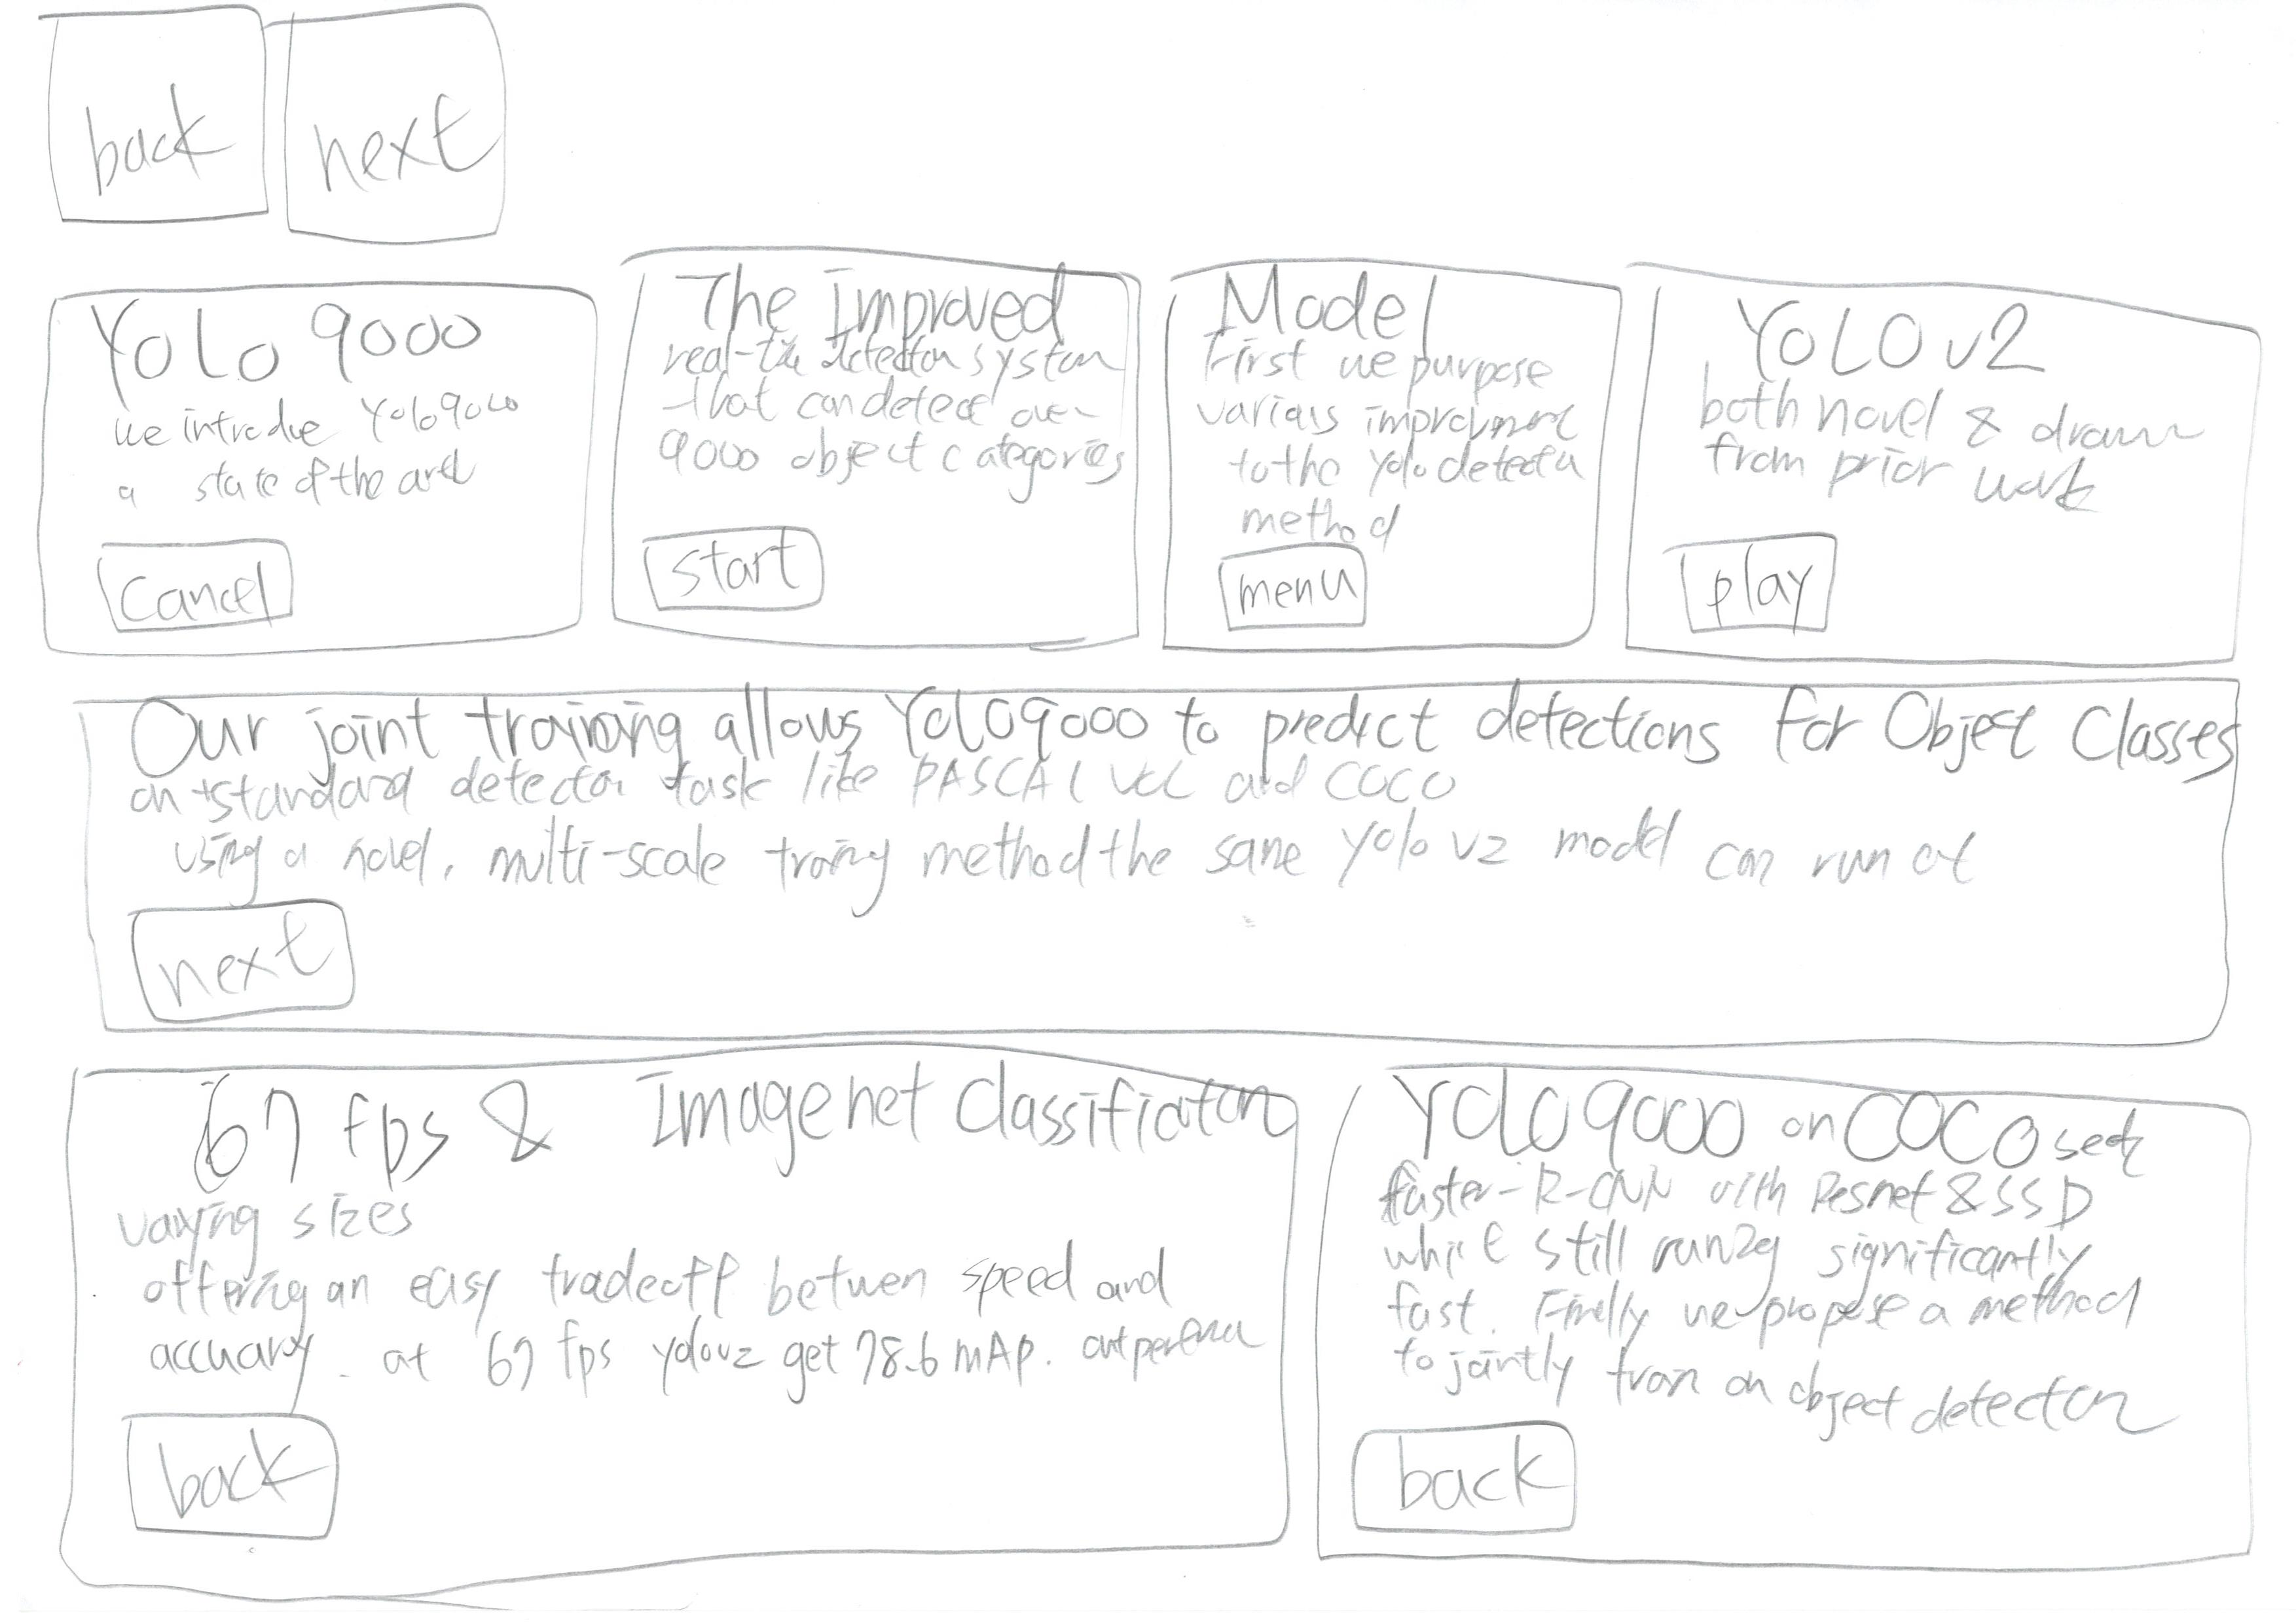 back
next
Yolo 9000
we introduce Yolo9000
a state of the art
cancel
The Improved
real-time detection system
that can detect over
9000 object categories
start
Model
First we purpose
various improvment
to the Yolo detection
method
menu
YOLO v2
both novel & drawn
from prior work
play
Our joint training allows Yolo9000 to predict detections for Object Classes
on standard detection task like PASCAL VOC and COCO
using a novel, multi-scale training method the same Yolo v2 model can run at
next
67 fps & Imagenet Classification
varying sizes
offering an easy tradeoff between speed and
accuracy. at 67 fps yolov2 get 78.6 mAP. outperform
back
Yolo9000 on COCO set
faster-R-CNN with Resnet & SSD
while still running significantly
fast. Finally we propose a method
to jointly train on object detection
back